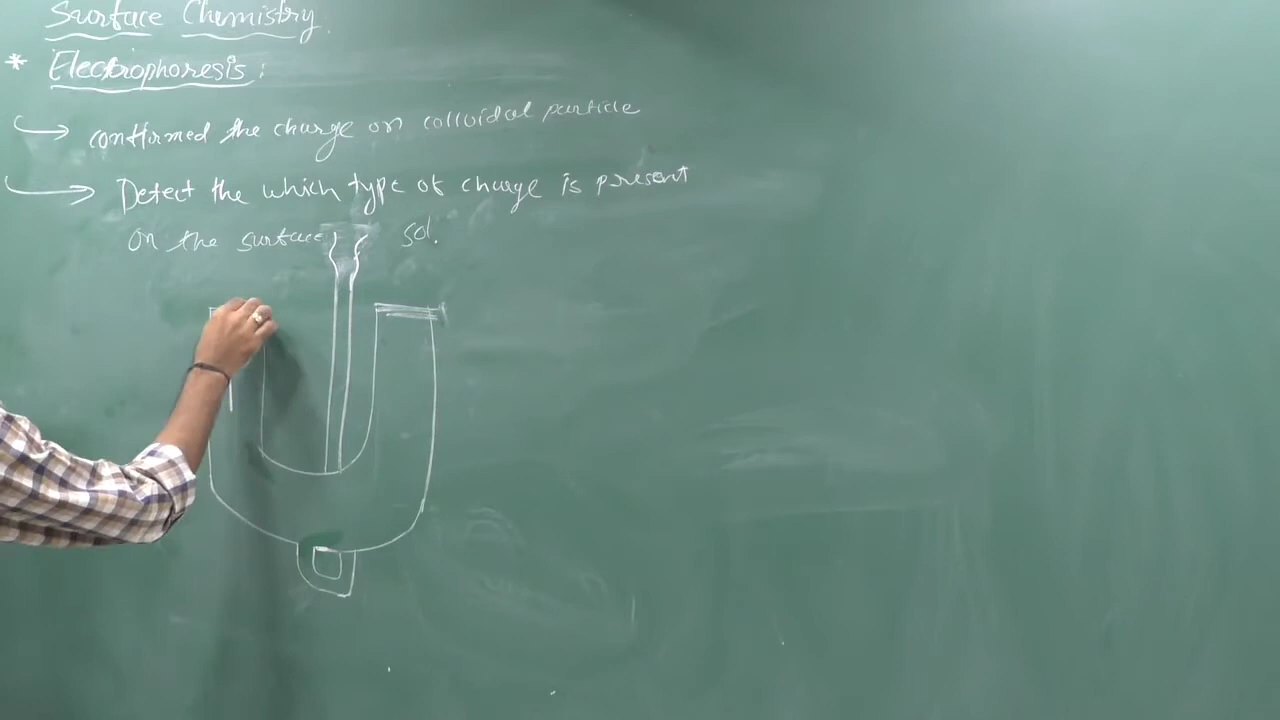 Surface Chemistry
* Electrophoresis :
confirmed the charge on colloidal particle
Detect the which type of charge is present
on the surface sol.